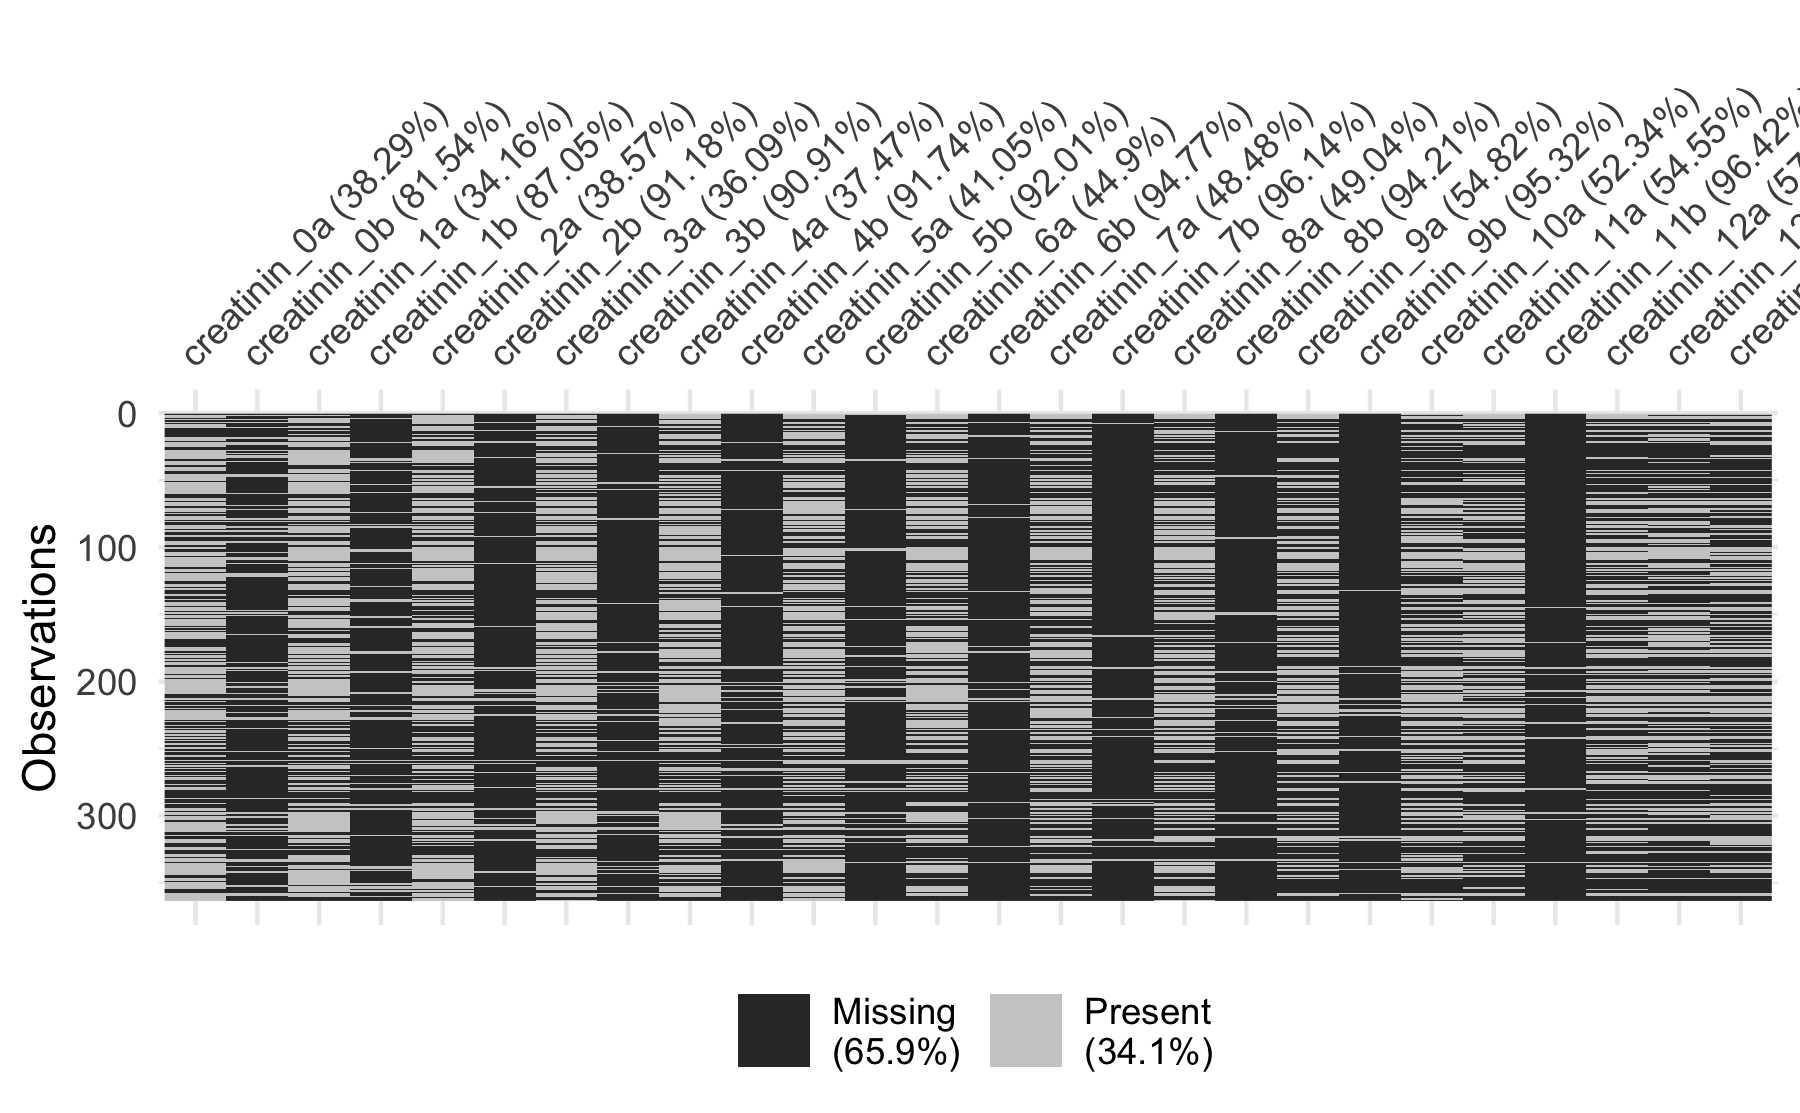 creatinin_0a (38.29%)
creatinin_0b (81.54%)
creatinin_1a (34.16%)
creatinin_1b (87.05%)
creatinin_2a (38.57%)
creatinin_2b (91.18%)
creatinin_3a (36.09%)
creatinin_3b (90.91%)
creatinin_4a (37.47%)
creatinin_4b (91.74%)
creatinin_5a (41.05%)
creatinin_5b (92.01%)
creatinin_6a (44.9%)
creatinin_6b (94.77%)
creatinin_7a (48.48%)
creatinin_7b (96.14%)
creatinin_8a (49.04%)
creatinin_8b (94.21%)
creatinin_9a (54.82%)
creatinin_9b (95.32%)
creatinin_10a (52.34%)
creatinin_11a (54.55%)
creatinin_11b (96.42%)
creatinin_12a
Observations
0
100
200
300
Missing
(65.9%)
Present
(34.1%)